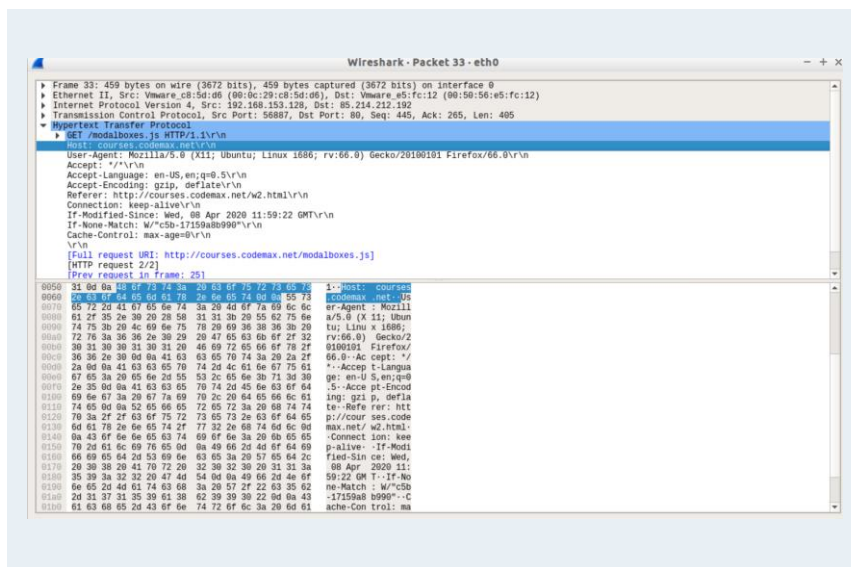 Wireshark · Packet 33 · eth0
Frame 33: 459 bytes on wire (3672 bits), 459 bytes captured (3672 bits) on interface 0
Ethernet II, Src: Vmware_c8:5d:d6 (00:0c:29:c8:5d:d6), Dst: Vmware_e5:fc:12 (00:50:56:e5:fc:12)
Internet Protocol Version 4, Src: 192.168.153.128, Dst: 85.214.212.192
Transmission Control Protocol, Src Port: 56887, Dst Port: 80, Seq: 445, Ack: 265, Len: 405
Hypertext Transfer Protocol
GET /modalboxes.js HTTP/1.1\r\n
Host: courses.codemax.net\r\n
User-Agent: Mozilla/5.0 (X11; Ubuntu; Linux i686; rv:66.0) Gecko/20100101 Firefox/66.0\r\n
Accept: */*\r\n
Accept-Language: en-US,en;q=0.5\r\n
Accept-Encoding: gzip, deflate\r\n
Referer: http://courses.codemax.net/w2.html\r\n
Connection: keep-alive\r\n
If-Modified-Since: Wed, 08 Apr 2020 11:59:22 GMT\r\n
If-None-Match: W/"c5b-17159a8b990"\r\n
Cache-Control: max-age=0\r\n
\r\n
[Full request URI: http://courses.codemax.net/modalboxes.js]
[HTTP request 2/2]
[Prev request in frame: 25]
0050 31 0d 0a 48 6f 73 74 3a 20 63 6f 75 72 73 65 73 1··Host: courses
0060 2e 63 6f 64 65 6d 61 78 2e 6e 65 74 0d 0a 55 73 .codemax .net··Us
0070 65 72 2d 41 67 65 6e 74 3a 20 4d 6f 7a 69 6c 6c er-Agent : Mozill
0080 61 2f 35 2e 30 20 28 58 31 31 3b 20 55 62 75 6e a/5.0 (X 11; Ubun
0090 74 75 3b 20 4c 69 6e 75 78 20 69 36 38 36 3b 20 tu; Linu x i686;
00a0 72 76 3a 36 36 2e 30 29 20 47 65 63 6b 6f 2f 32 rv:66.0) Gecko/2
00b0 30 31 30 30 31 30 31 20 46 69 72 65 66 6f 78 2f 0100101 Firefox/
00c0 36 36 2e 30 0d 0a 41 63 63 65 70 74 3a 20 2a 2f 66.0··Ac cept: */
00d0 2a 0d 0a 41 63 63 65 70 74 2d 4c 61 6e 67 75 61 *··Accep t-Langua
00e0 67 65 3a 20 65 6e 2d 55 53 2c 65 6e 3b 71 3d 30 ge: en-U S,en;q=0
00f0 2e 35 0d 0a 41 63 63 65 70 74 2d 45 6e 63 6f 64 .5··Acce pt-Encod
0100 69 6e 67 3a 20 67 7a 69 70 2c 20 64 65 66 6c 61 ing: gzi p, defla
0110 74 65 0d 0a 52 65 66 65 72 65 72 3a 20 68 74 74 te··Refe rer: htt
0120 70 3a 2f 2f 63 6f 75 72 73 65 73 2e 63 6f 64 65 p://cour ses.code
0130 6d 61 78 2e 6e 65 74 2f 77 32 2e 68 74 6d 6c 0d max.net/ w2.html·
0140 0a 43 6f 6e 6e 65 63 74 69 6f 6e 3a 20 6b 65 65 ·Connect ion: kee
0150 70 2d 61 6c 69 76 65 0d 0a 49 66 2d 4d 6f 64 69 p-alive· ·If-Modi
0160 66 69 65 64 2d 53 69 6e 63 65 3a 20 57 65 64 2c fied-Sin ce: Wed,
0170 20 30 38 20 41 70 72 20 32 30 32 30 20 31 31 3a 08 Apr 2020 11:
0180 35 39 3a 32 32 20 47 4d 54 0d 0a 49 66 2d 4e 6f 59:22 GM T··If-No
0190 6e 65 2d 4d 61 74 63 68 3a 20 57 2f 22 63 35 62 ne-Match : W/"c5b
01a0 2d 31 37 31 35 39 61 38 62 39 39 30 22 0d 0a 43 -17159a8 b990"··C
01b0 61 63 68 65 2d 43 6f 6e 74 72 6f 6c 3a 20 6d 61 ache-Con trol: ma